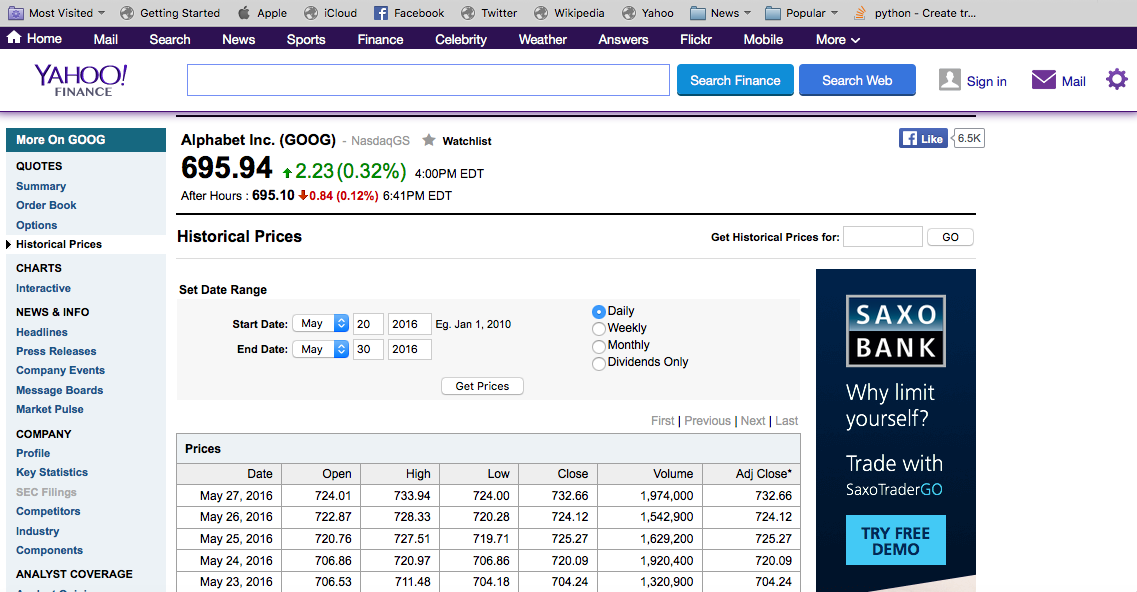 Most Visited Getting Started Apple iCloud Facebook Twitter Wikipedia Yahoo News Popular python - Create tr...
Home Mail Search News Sports Finance Celebrity Weather Answers Flickr Mobile More
YAHOO!
FINANCE
Search Finance Search Web Sign in Mail
More On GOOG
QUOTES
Summary
Order Book
Options
Historical Prices
CHARTS
Interactive
NEWS & INFO
Headlines
Press Releases
Company Events
Message Boards
Market Pulse
COMPANY
Profile
Key Statistics
SEC Filings
Competitors
Industry
Components
ANALYST COVERAGE
Alphabet Inc. (GOOG) - NasdaqGS Watchlist
Like 6.5K
695.94 2.23(0.32%) 4:00PM EDT
After Hours : 695.10 0.84 (0.12%) 6:41PM EDT
Historical Prices
Get Historical Prices for: GO
Set Date Range
Start Date: May 20 2016 Eg. Jan 1, 2010
End Date: May 30 2016
Daily
Weekly
Monthly
Dividends Only
Get Prices
First | Previous | Next | Last
Prices
Date Open High Low Close Volume Adj Close*
May 27, 2016 724.01 733.94 724.00 732.66 1,974,000 732.66
May 26, 2016 722.87 728.33 720.28 724.12 1,542,900 724.12
May 25, 2016 720.76 727.51 719.71 725.27 1,629,200 725.27
May 24, 2016 706.86 720.97 706.86 720.09 1,920,400 720.09
May 23, 2016 706.53 711.48 704.18 704.24 1,320,900 704.24
SAXO
BANK
Why limit
yourself?
Trade with
SaxoTraderGO
TRY FREE
DEMO